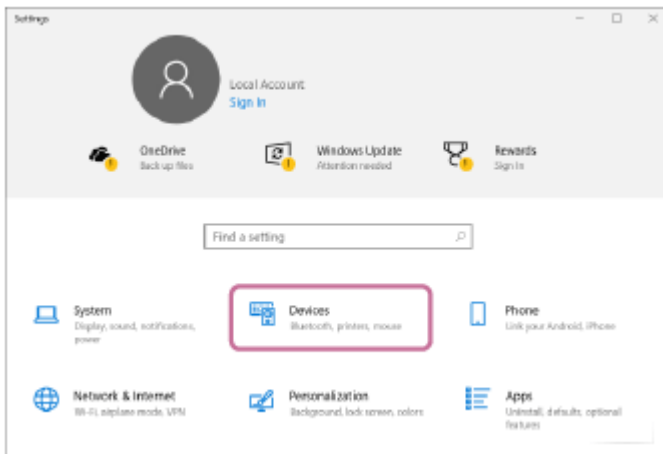 Settings
Local Account
Sign In
OneDrive
Back up files
Windows Update
Attention needed
Rewards
Sign In
Find a setting
System
Display, sound, notifications,
power
Devices
Bluetooth, printers, mouse
Phone
Link your Android, iPhone
Network & Internet
Wi-Fi, airplane mode, VPN
Personalization
Background, lock screen, colors
Apps
Uninstall, defaults, optional
features